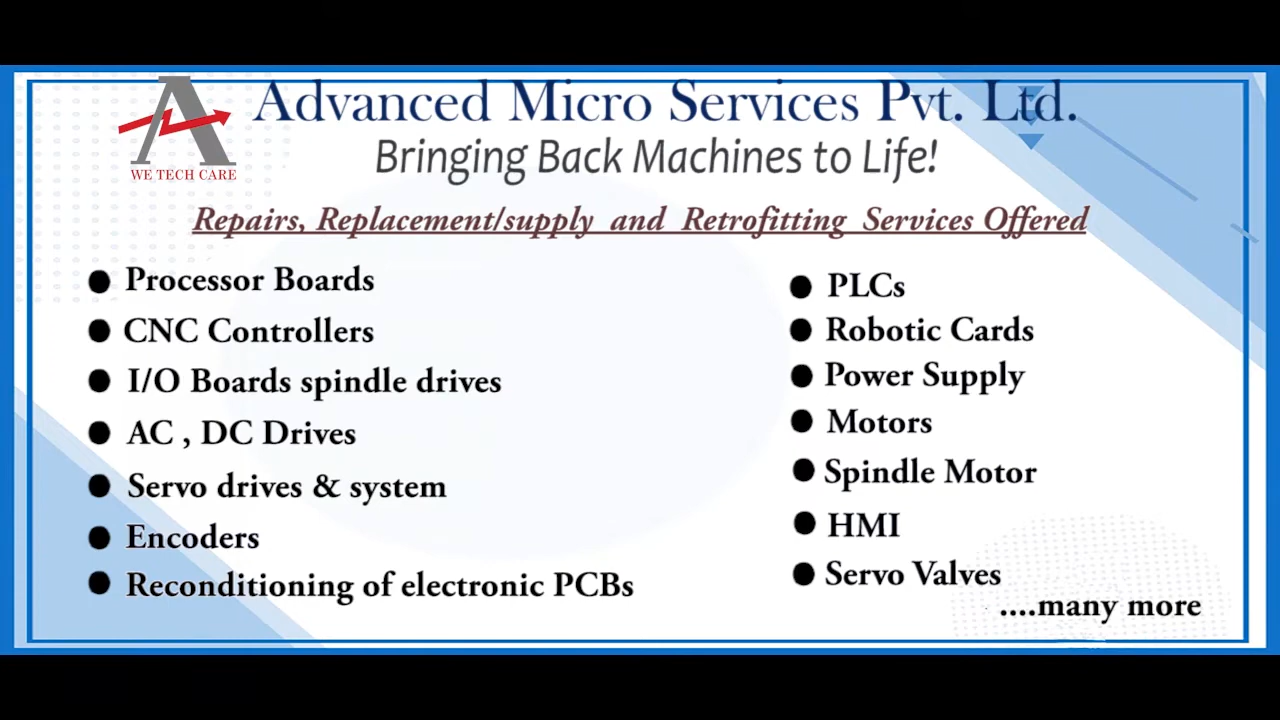 Advanced Micro Services Pvt. Ltd.
WE TECH CARE
Bringing Back Machines to Life!
Repairs, Replacement/supply and Retrofitting Services Offered
Processor Boards
CNC Controllers
I/O Boards spindle drives
AC , DC Drives
Servo drives & system
Encoders
Reconditioning of electronic PCBs
PLCs
Robotic Cards
Power Supply
Motors
Spindle Motor
HMI
Servo Valves
....many more